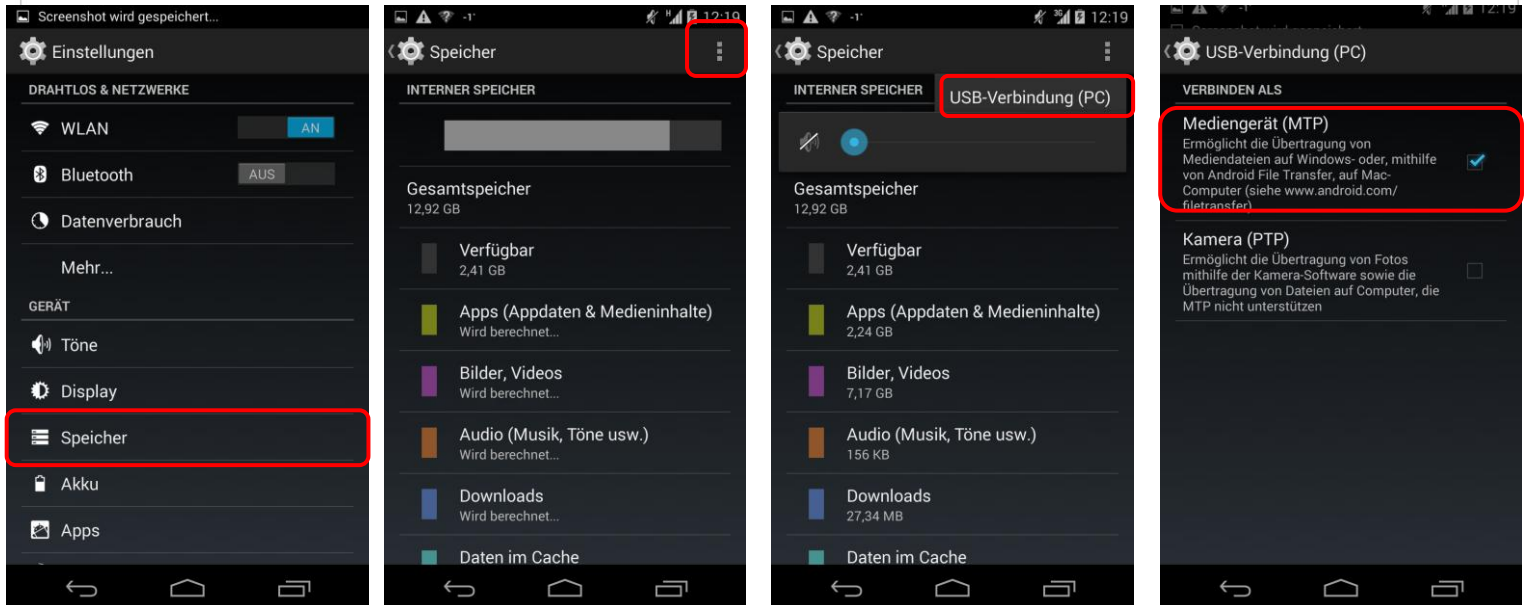 Screenshot wird gespeichert...
Einstellungen
DRAHTLOS & NETZWERKE
WLAN AN
Bluetooth AUS
Datenverbrauch
Mehr...
GERÄT
Töne
Display
Speicher
Akku
Apps
-1° H 12:19
Speicher
INTERNER SPEICHER
Gesamtspeicher
12,92 GB
Verfügbar
2,41 GB
Apps (Appdaten & Medieninhalte)
Wird berechnet...
Bilder, Videos
Wird berechnet...
Audio (Musik, Töne usw.)
Wird berechnet...
Downloads
Wird berechnet...
Daten im Cache
-1° 3G 12:19
Speicher
INTERNER SPEICHER
USB-Verbindung (PC)
Gesamtspeicher
12,92 GB
Verfügbar
2,41 GB
Apps (Appdaten & Medieninhalte)
2,24 GB
Bilder, Videos
7,17 GB
Audio (Musik, Töne usw.)
156 KB
Downloads
27,34 MB
Daten im Cache
-1° 12:19
USB-Verbindung (PC)
VERBINDEN ALS
Mediengerät (MTP)
Ermöglicht die Übertragung von
Mediendateien auf Windows- oder, mithilfe
von Android File Transfer, auf Mac-
Computer (siehe www.android.com/
filetransfer)
Kamera (PTP)
Ermöglicht die Übertragung von Fotos
mithilfe der Kamera-Software sowie die
Übertragung von Dateien auf Computer, die
MTP nicht unterstützen